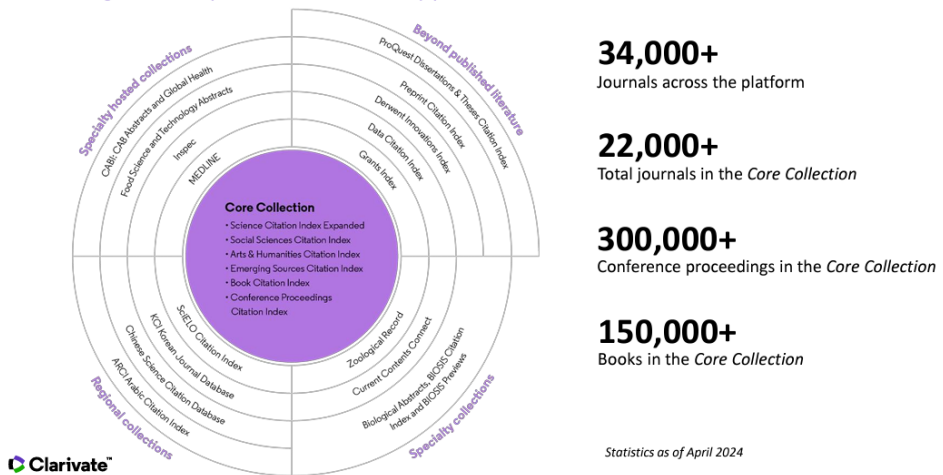 Specialty hosted collections
CABI: CAB Abstracts and Global Health
Food Science and Technology Abstracts
Inspec
MEDLINE
Beyond published literature
ProQuest Dissertations & Theses Citation Index
Preprint Citation Index
Derwent Innovations Index
Data Citation Index
Grants Index
Core Collection
• Science Citation Index Expanded
• Social Sciences Citation Index
• Arts & Humanities Citation Index
• Emerging Sources Citation Index
• Book Citation Index
• Conference Proceedings
Citation Index
SciELO Citation Index
KCI Korean Journal Database
Chinese Science Citation Database
ARCI Arabic Citation Index
Regional collections
Zoological Record
Current Contents Connect
Biological Abstracts, BIOSIS Citation
Index and BIOSIS Previews
Specialty collections
34,000+
Journals across the platform
22,000+
Total journals in the Core Collection
300,000+
Conference proceedings in the Core Collection
150,000+
Books in the Core Collection
Statistics as of April 2024
Clarivate™